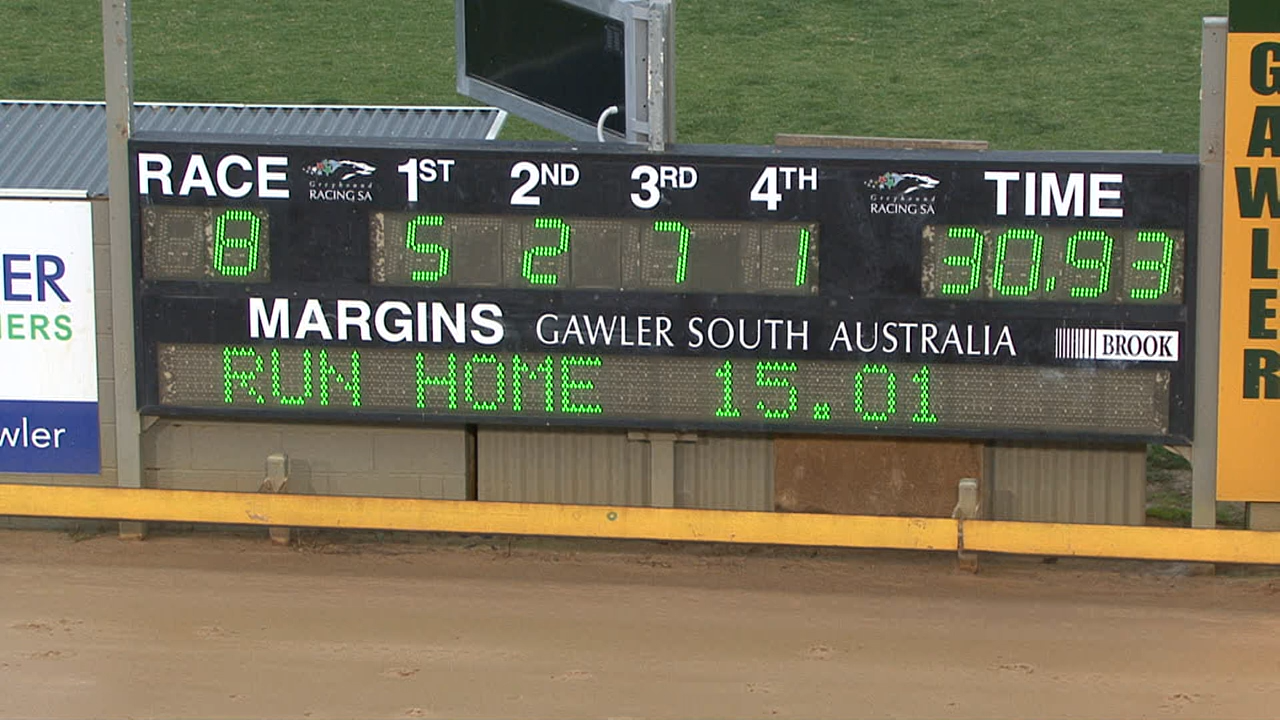 RACE 1ST 2ND 3RD 4TH TIME
Greyhound RACING SA
Greyhound RACING SA
8 5 2 7 1 30.93
MARGINS GAWLER SOUTH AUSTRALIA BROOK
RUN HOME 15.01
ER
NERS
wler
GAWLER